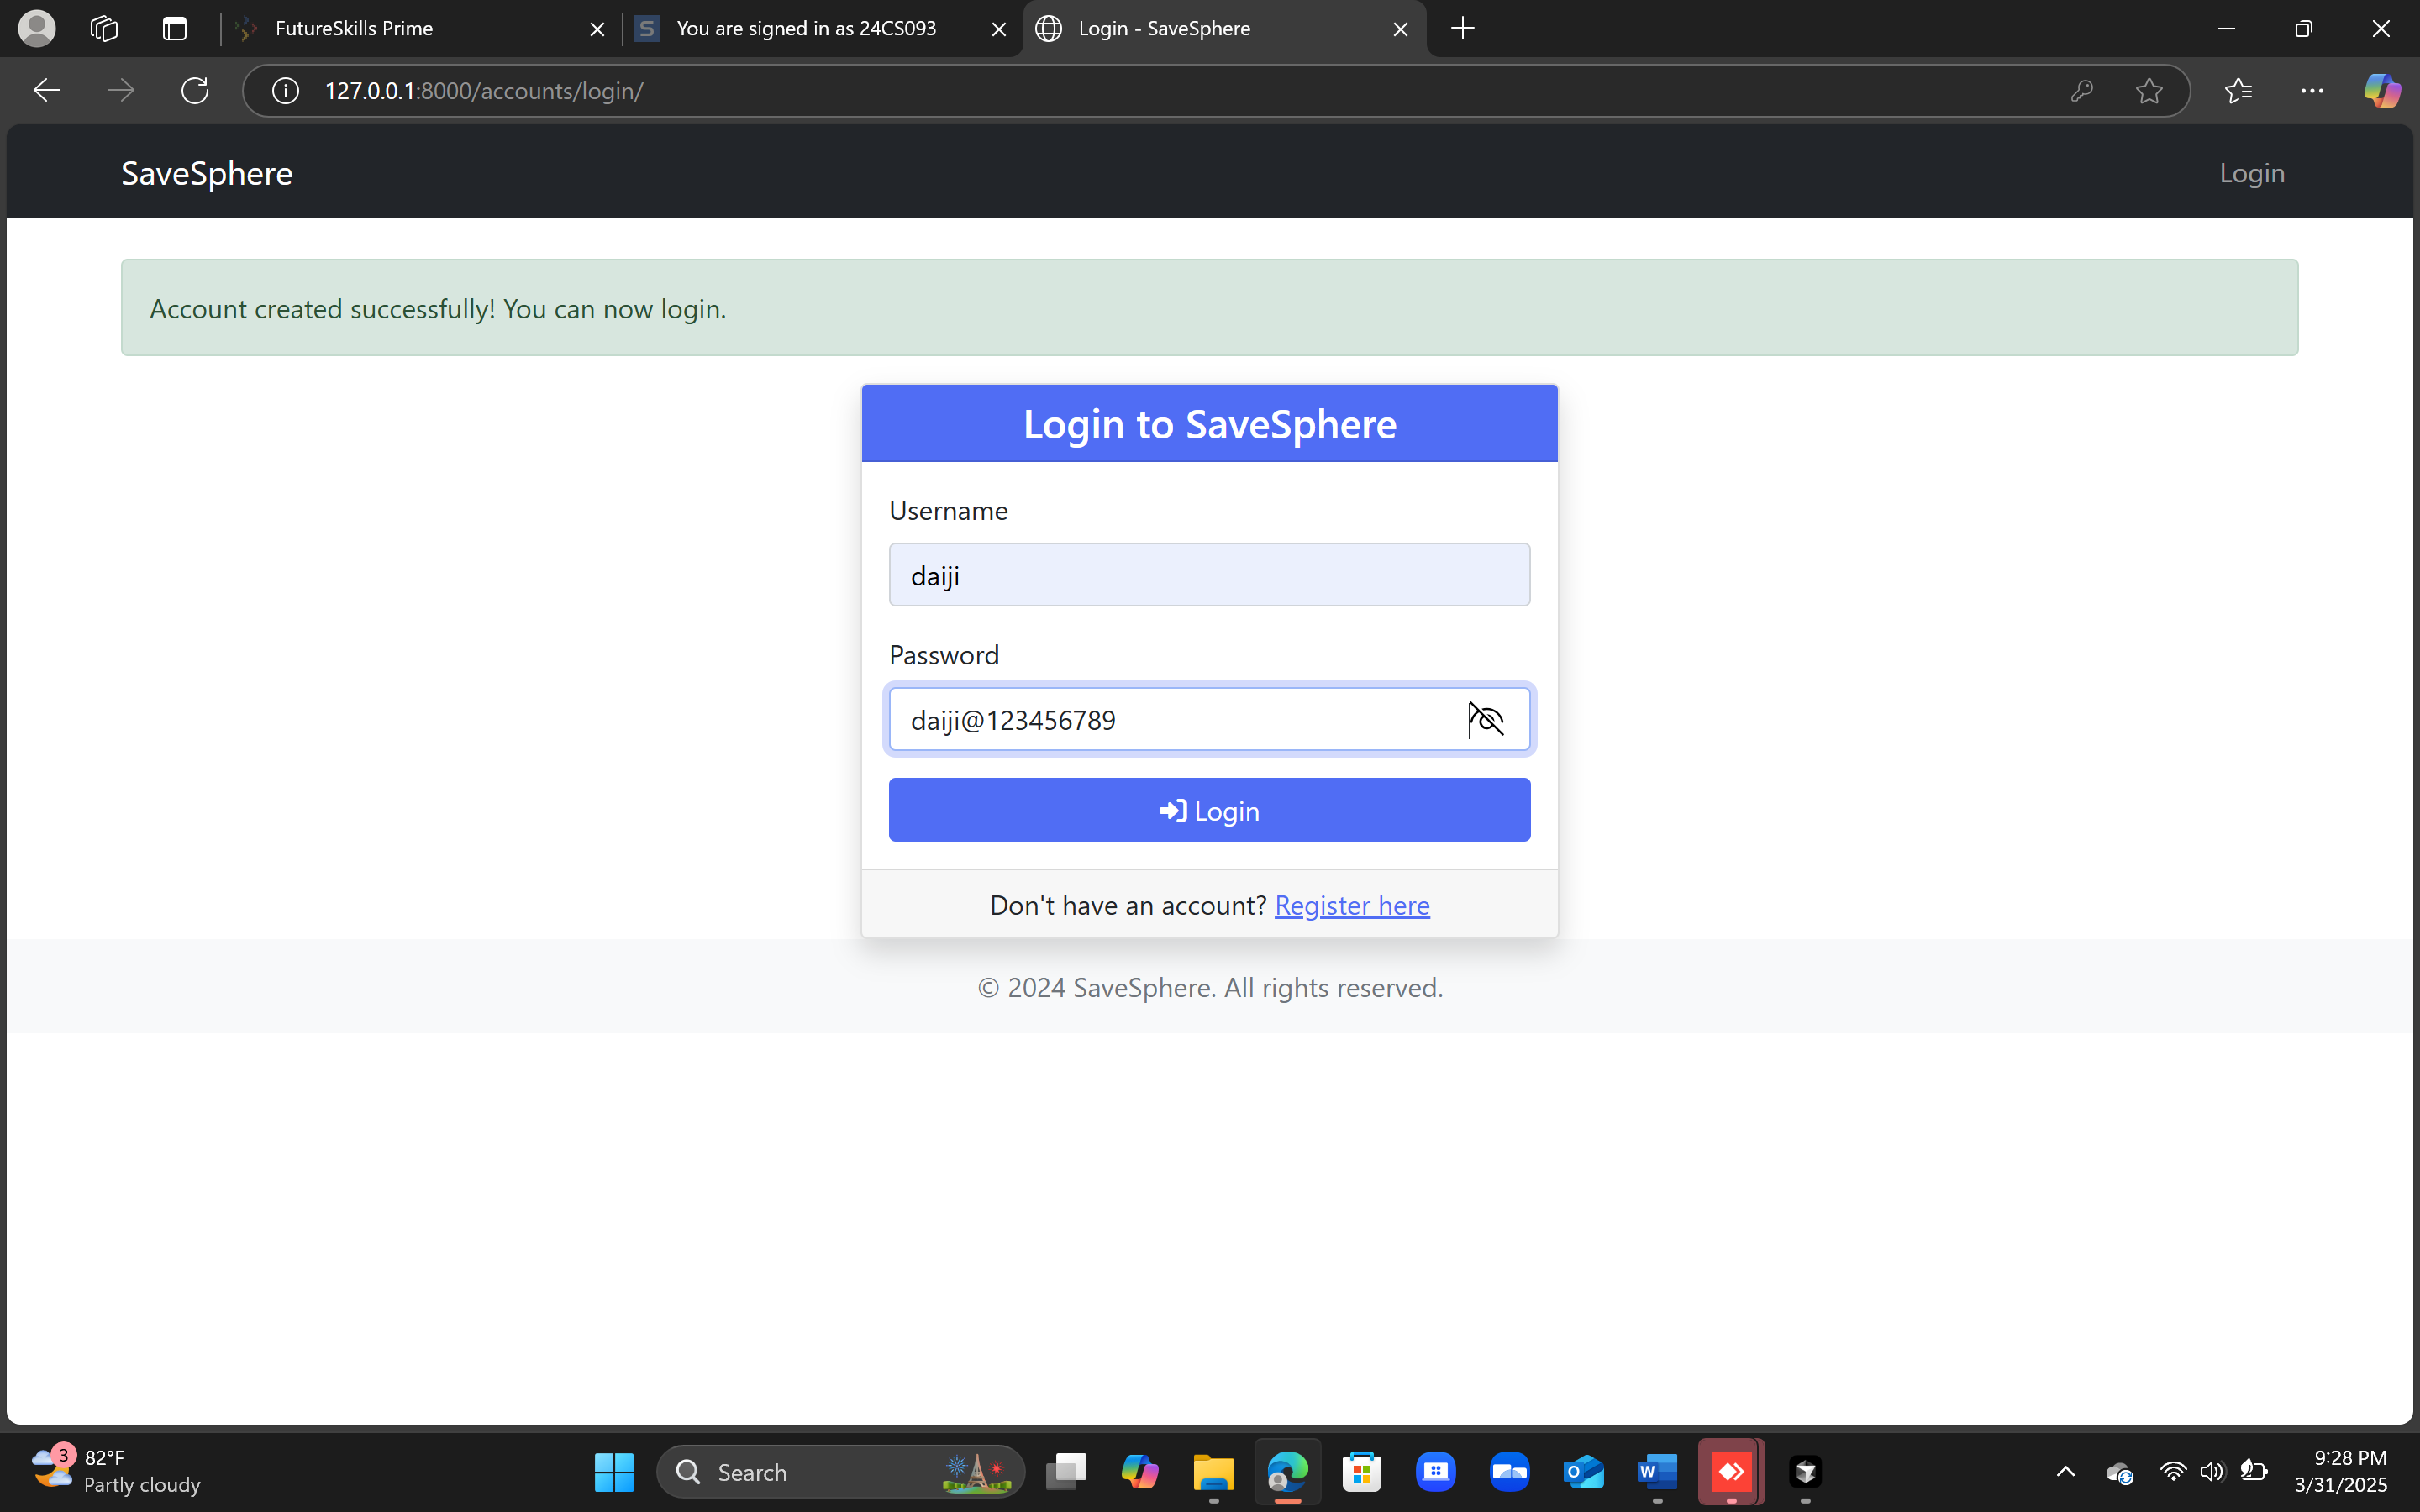 FutureSkills Prime
You are signed in as 24CS093
Login - SaveSphere
127.0.0.1:8000/accounts/login/
SaveSphere
Login
Account created successfully! You can now login.
Login to SaveSphere
Username
daiji
Password
daiji@123456789
Login
Don't have an account? Register here
© 2024 SaveSphere. All rights reserved.
3
82°F
Partly cloudy
Search
9:28 PM
3/31/2025